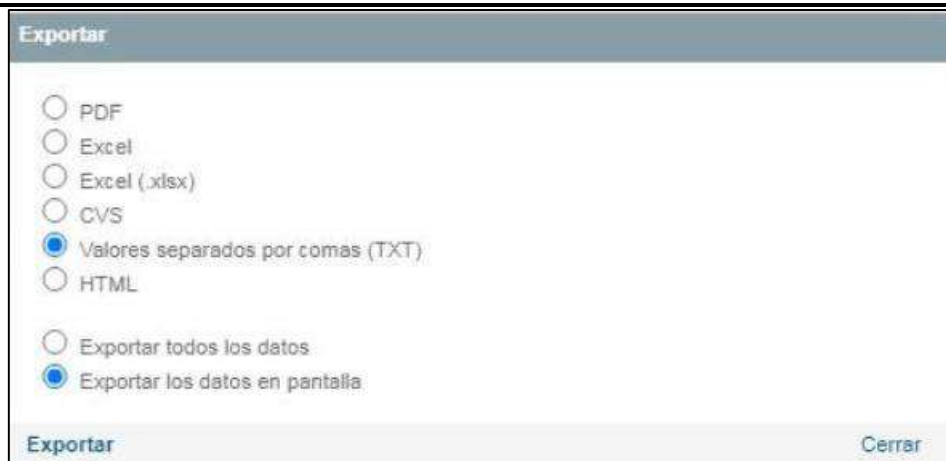 Exportar
PDF
Excel
Excel (.xlsx)
CVS
Valores separados por comas (TXT)
HTML
Exportar todos los datos
Exportar los datos en pantalla
Exportar Cerrar